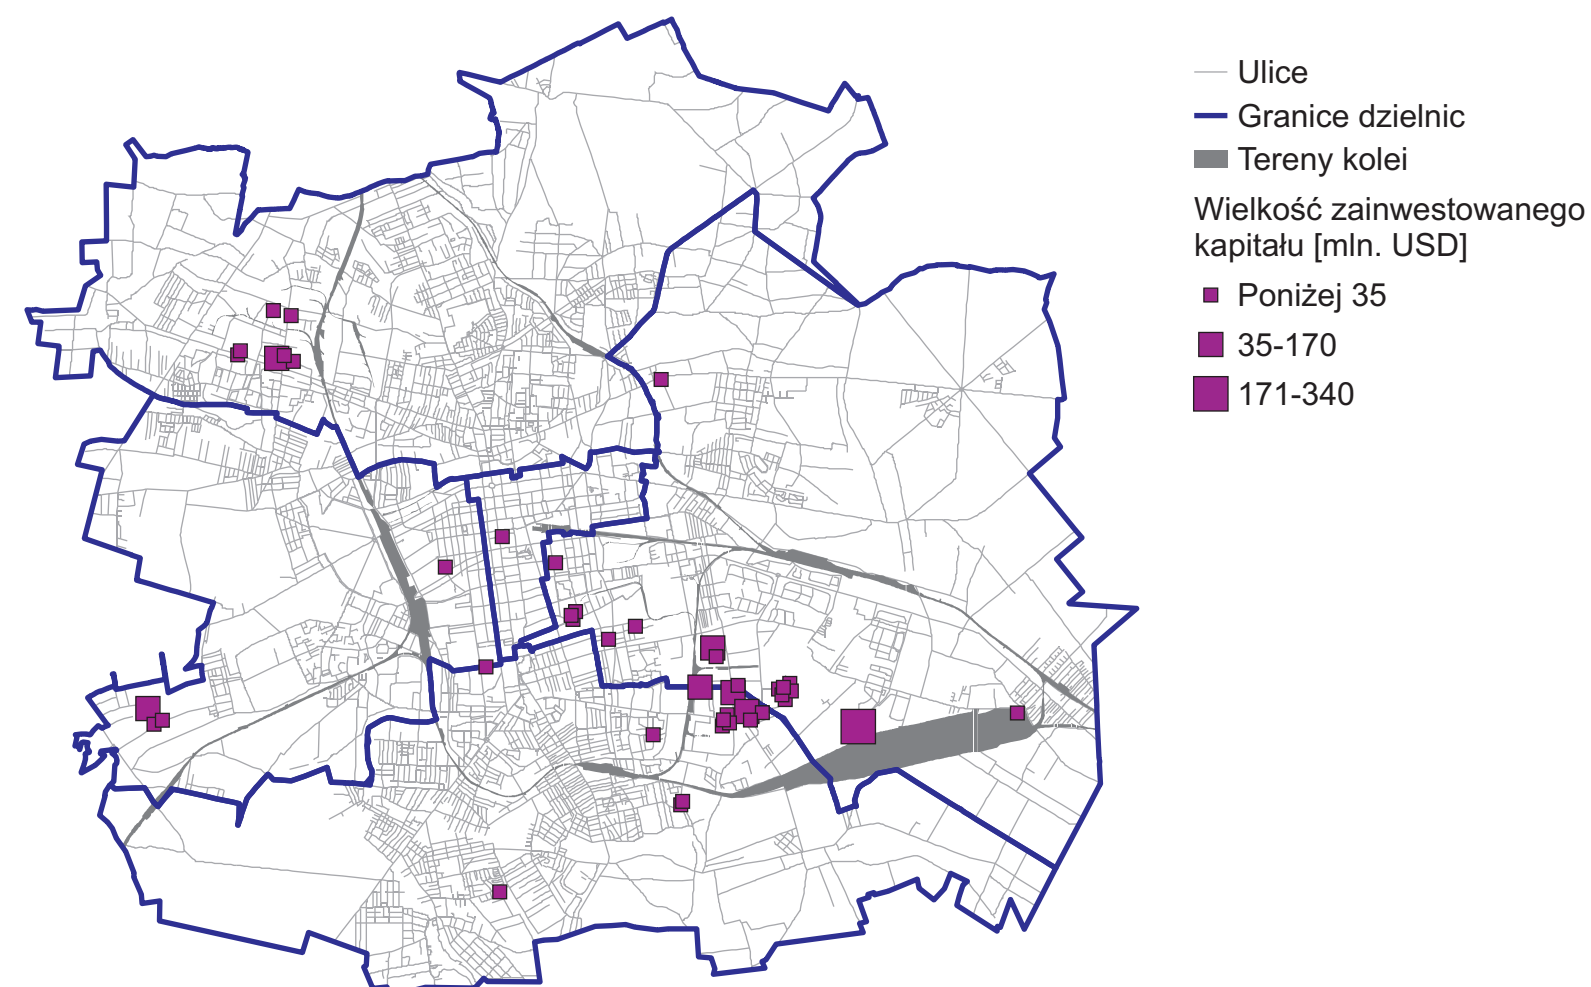 Ulice
Granice dzielnic
Tereny kolei
Wielkość zainwestowanego
kapitału [mln. USD]
Poniżej 35
35-170
171-340